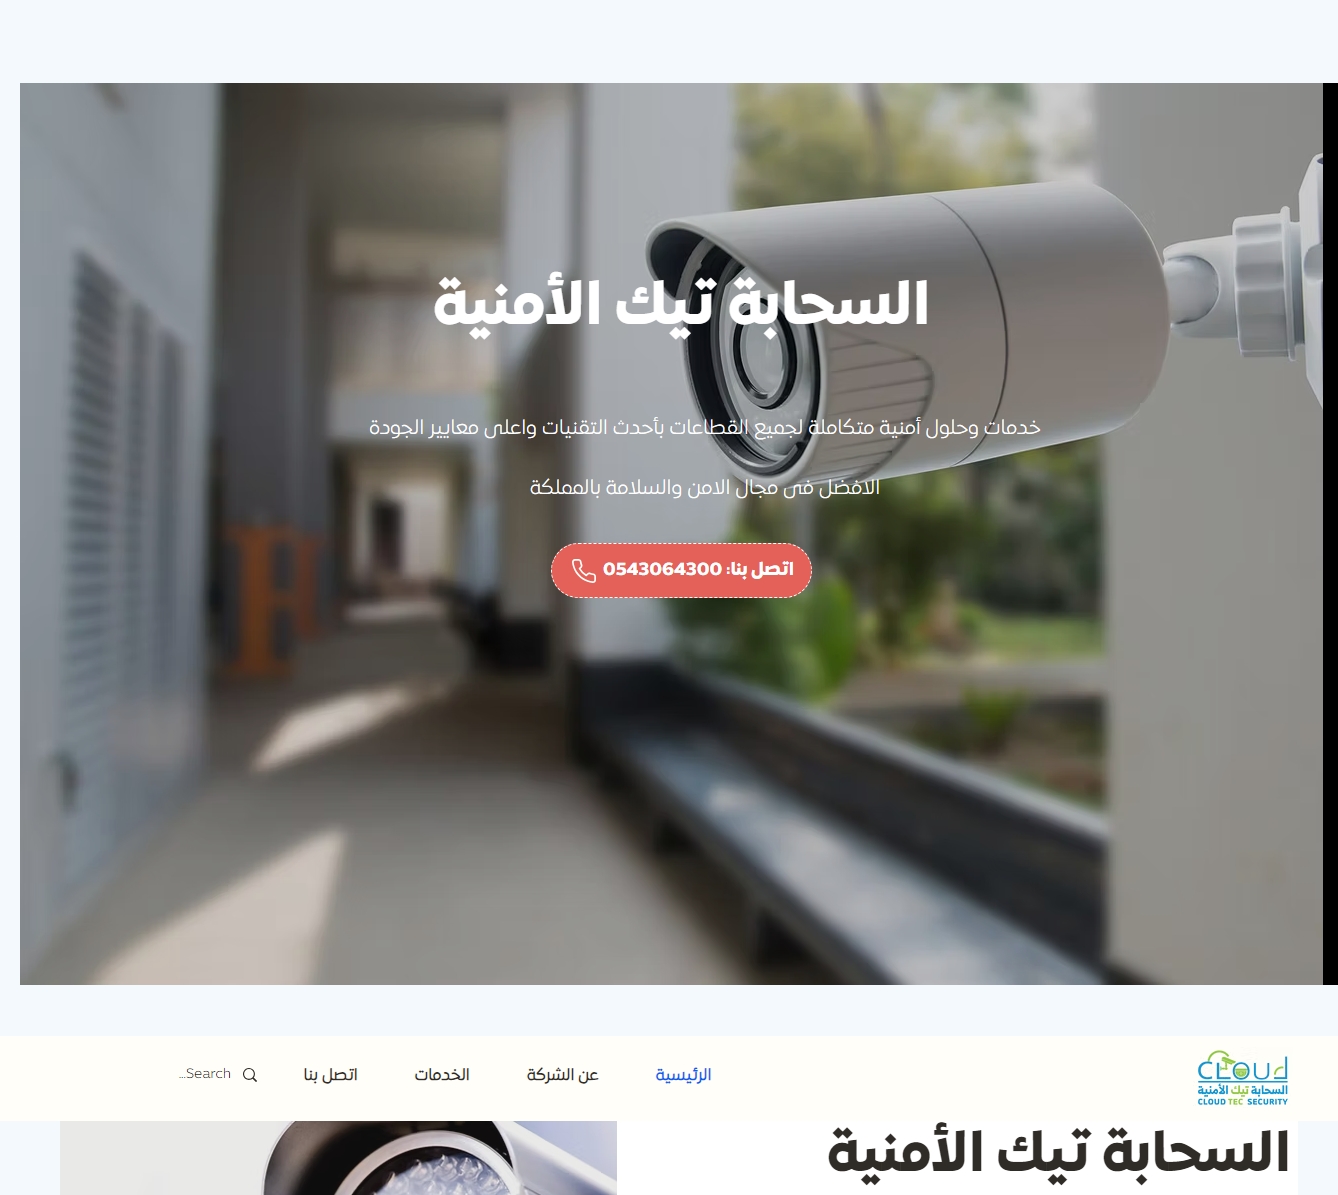 السحابة تيك الأمنية
خدمات وحلول أمنية متكاملة لجميع القطاعات بأحدث التقنيات واعلى معايير الجودة
الافضل فى مجال الامن والسلامة بالمملكة
اتصل بنا: 0543064300
CLOUD
السحابة تيك الأمنية
CLOUD TEC SECURITY
الرئيسية
عن الشركة
الخدمات
اتصل بنا
Search...
السحابة تيك الأمنية